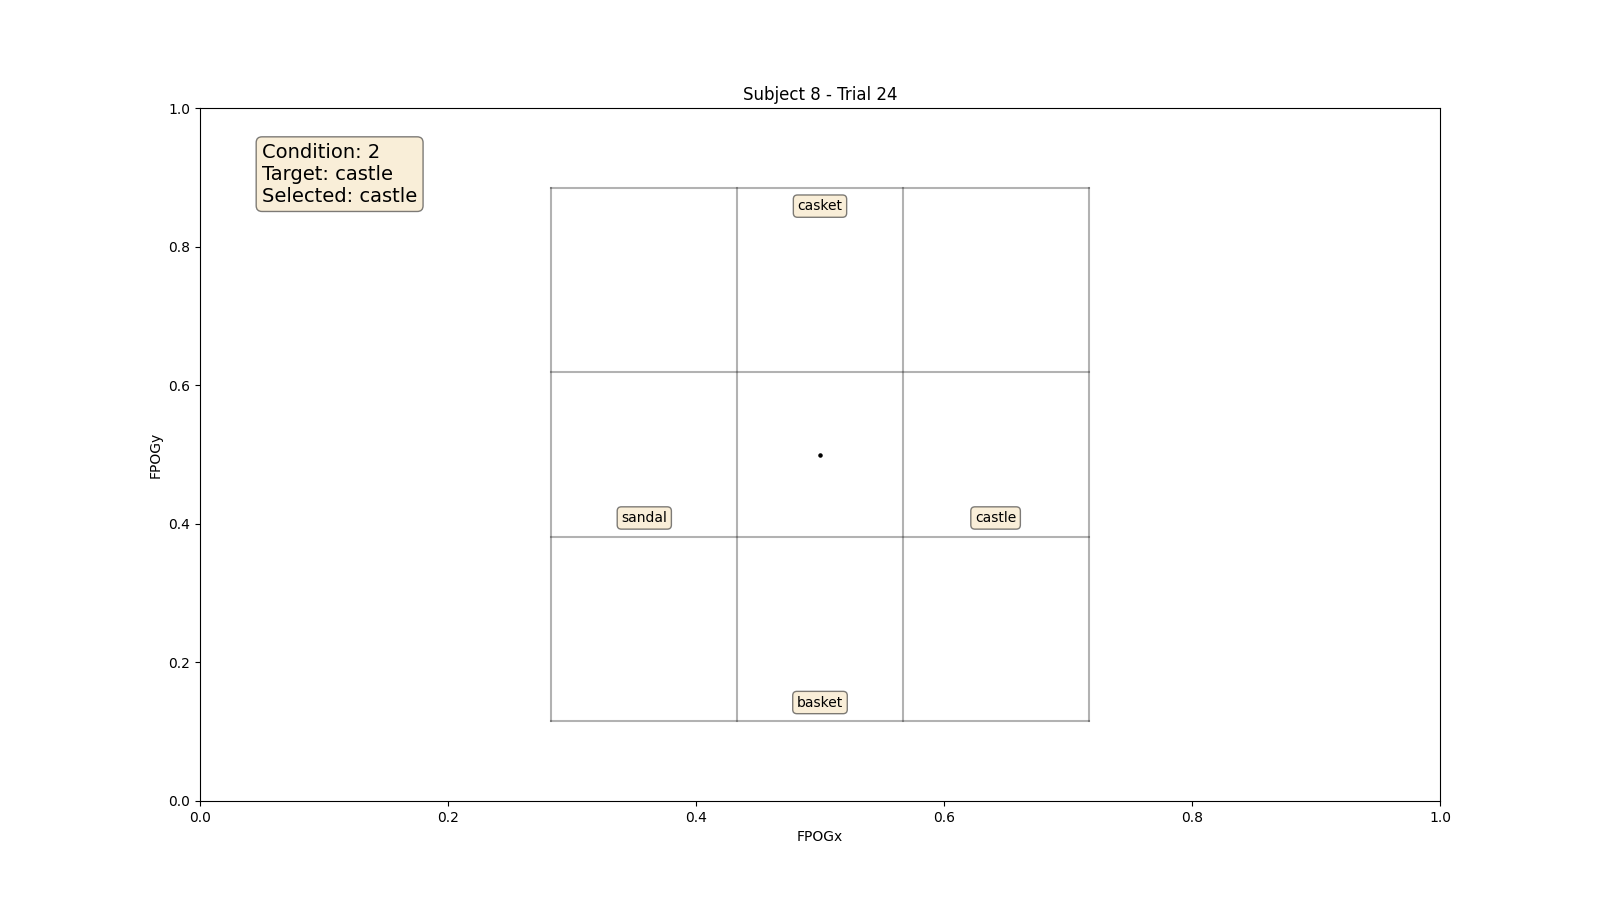 Subject 8 - Trial 24
1.0
Condition: 2
Target: castle
Selected: castle
casket
0.8
0.6
FPOGy
sandal
castle
0.4
0.2
basket
0.0
0.0 0.2 0.4 0.6 0.8 1.0
FPOGx